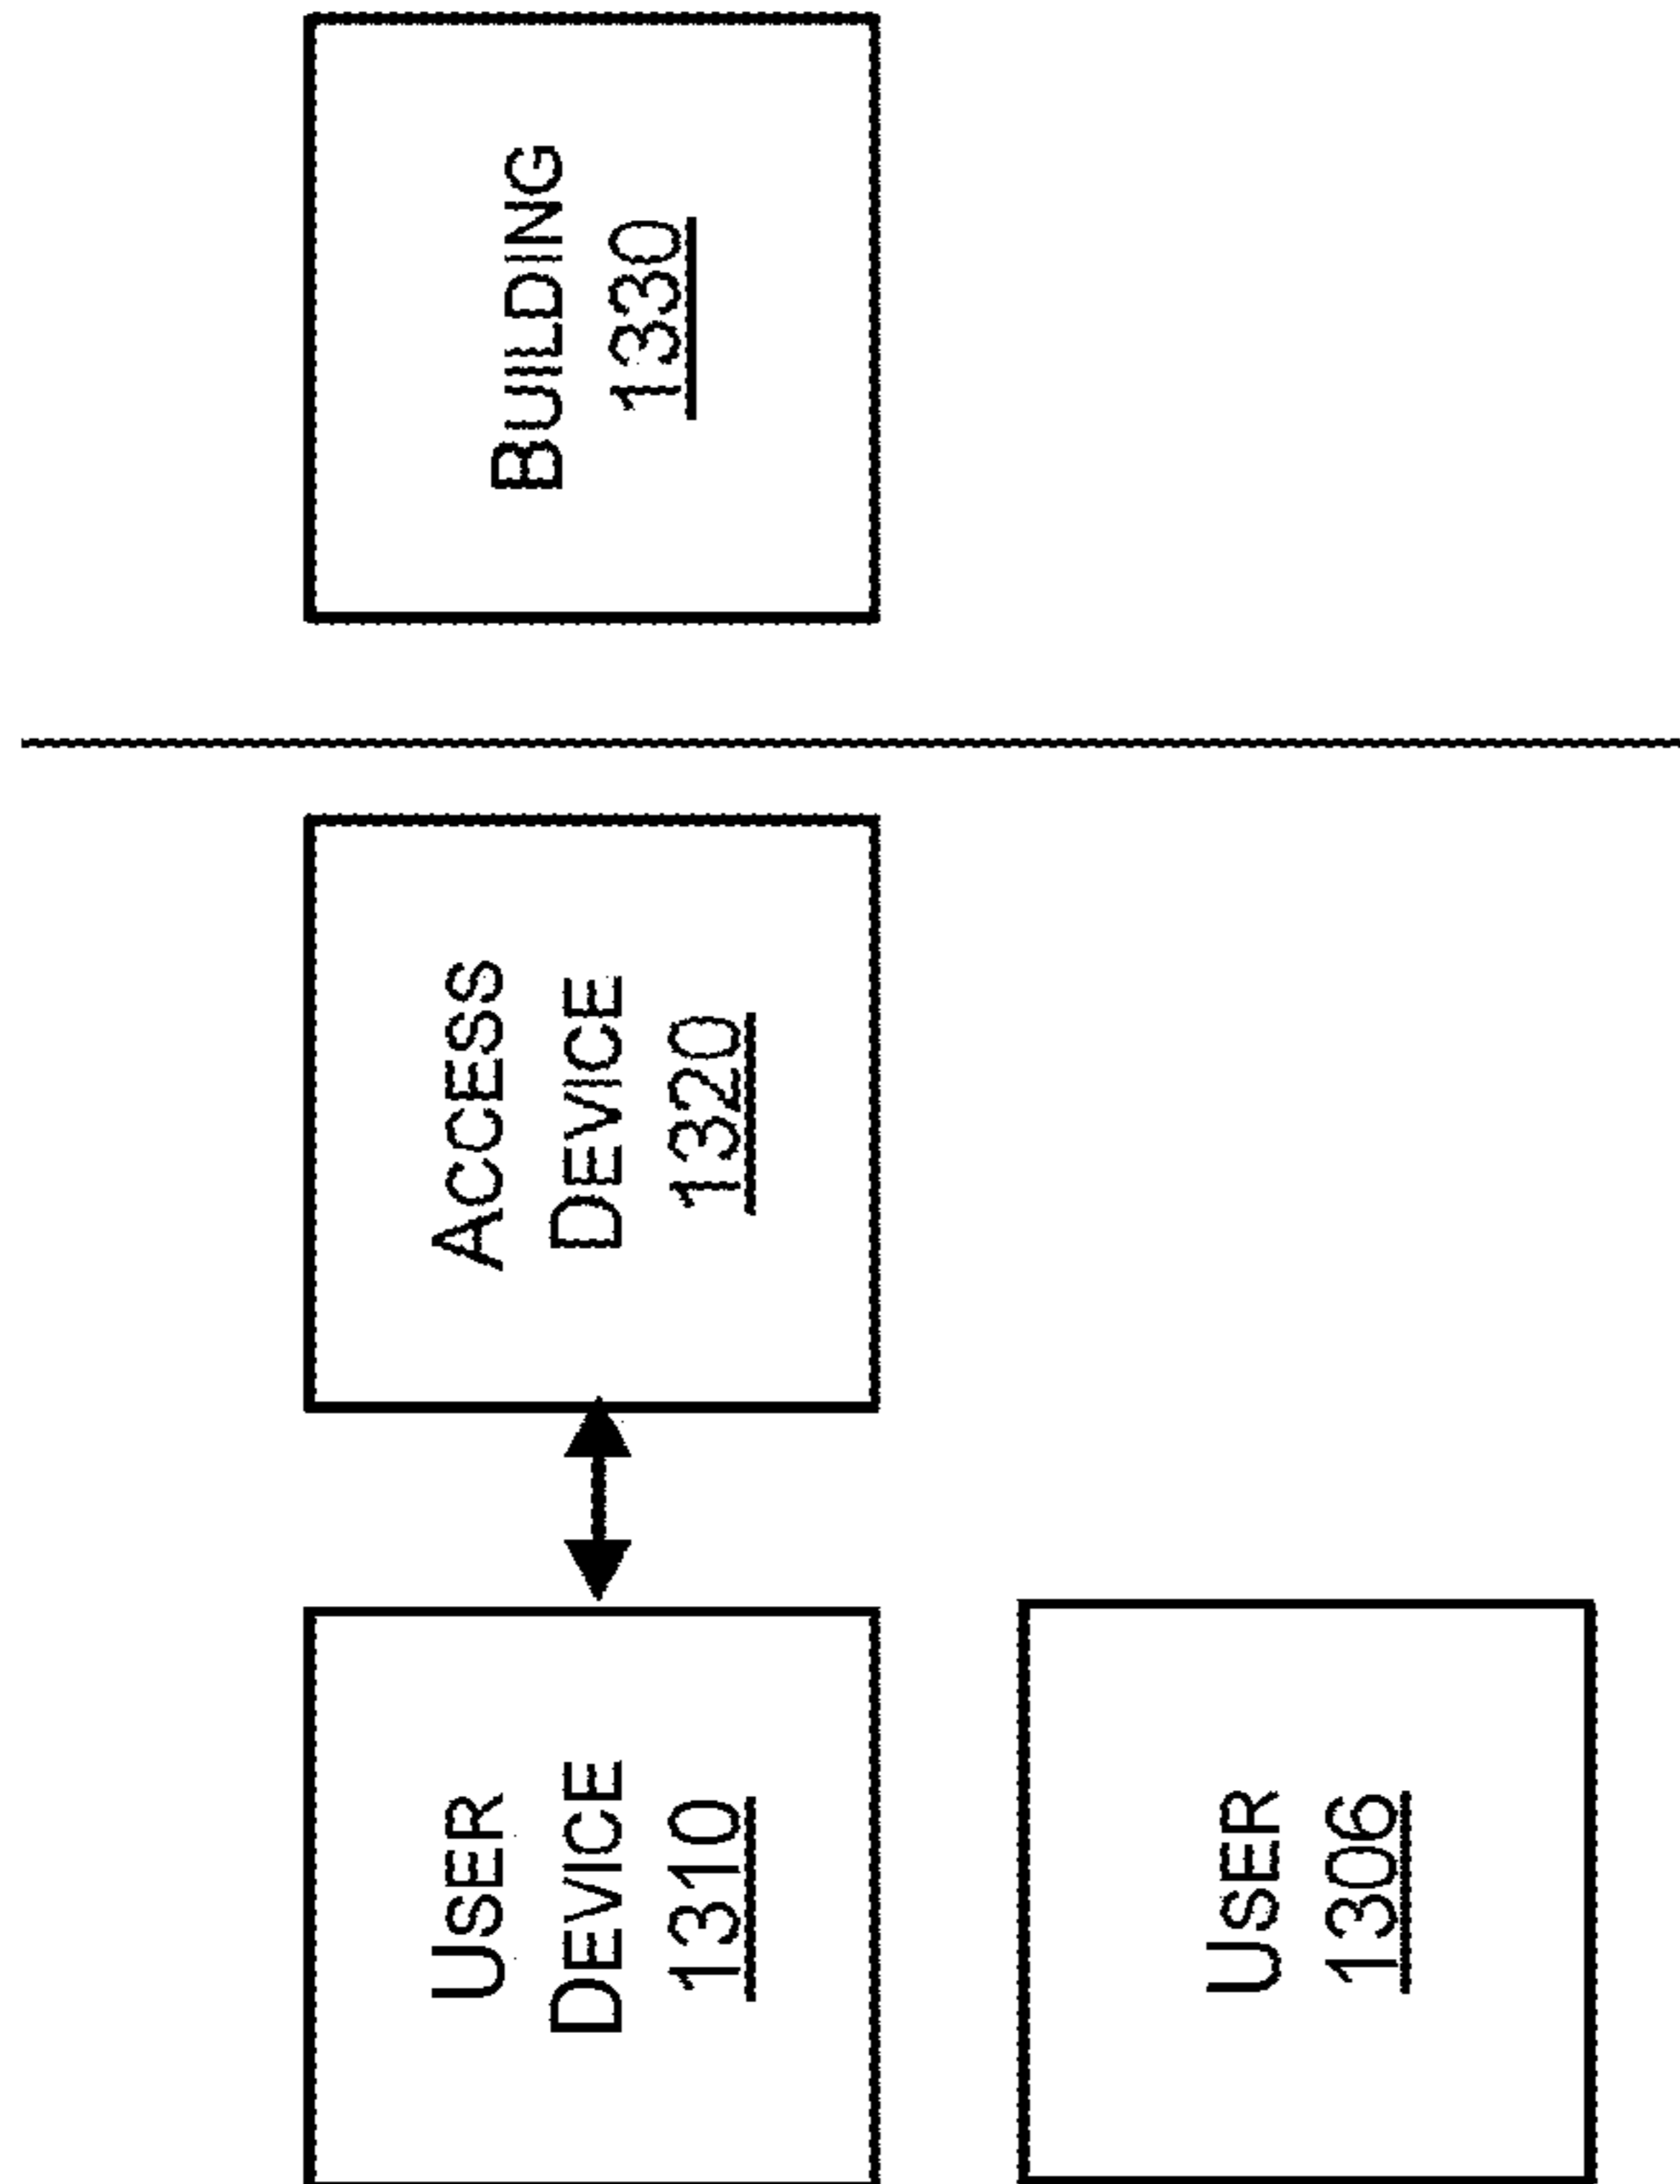 USER
DEVICE
1310
ACCESS
DEVICE
1320
BUILDING
1330
USER
1306